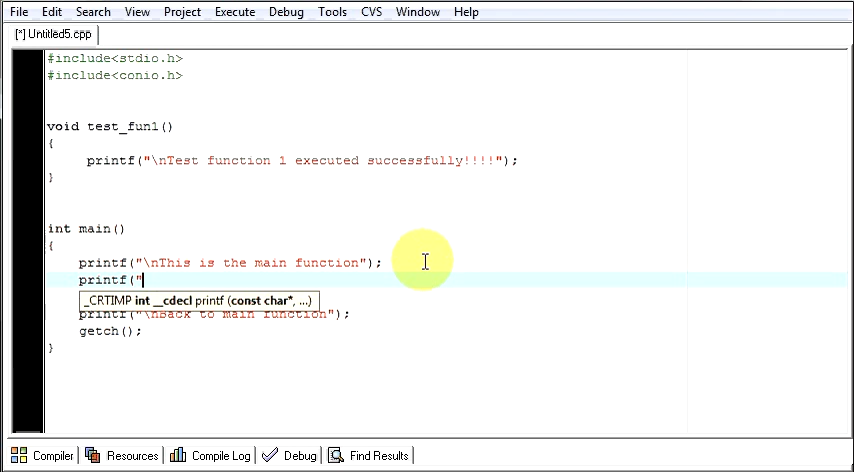 File Edit Search View Project Execute Debug Tools CVS Window Help
[*] Untitled5.cpp
#include<stdio.h>
#include<conio.h>
void test_fun1()
{
printf("\nTest function 1 executed successfully!!!!");
}
int main()
{
printf("\nThis is the main function");
printf("
_CRTIMP int __cdecl printf (const char*, ...)
printf("\nBack to main function");
getch();
}
Compiler Resources Compile Log Debug Find Results